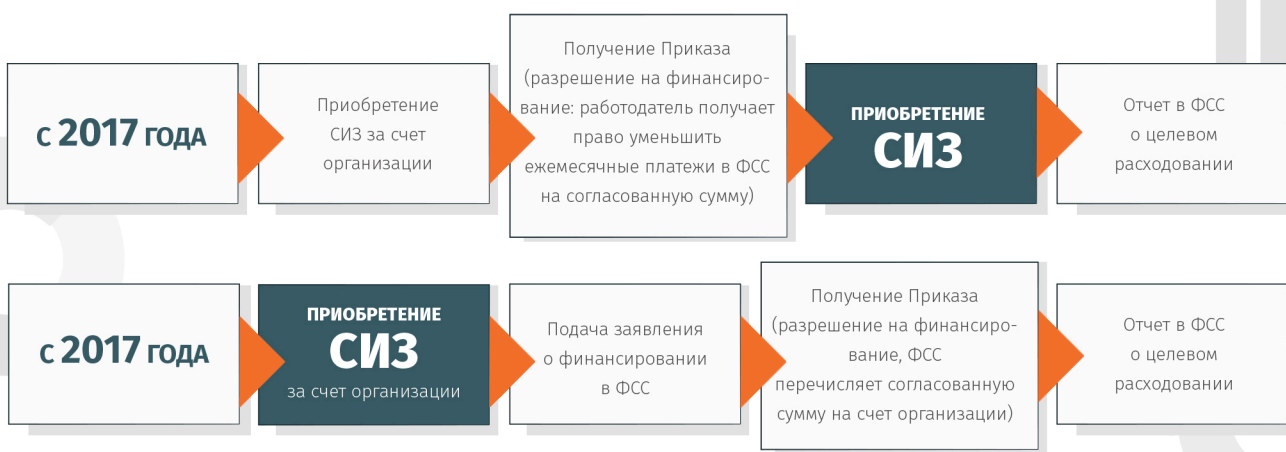 С 2017 ГОДА
Приобретение
СИЗ за счет
организации
Получение Приказа
(разрешение на финансиро-
вание: работодатель получает
право уменьшить
ежемесячные платежи в ФСС
на согласованную сумму)
ПРИОБРЕТЕНИЕ
СИЗ
Отчет в ФСС
о целевом
расходовании
С 2017 ГОДА
ПРИОБРЕТЕНИЕ
СИЗ
за счет организации
Подача заявления
о финансировании
в ФСС
Получение Приказа
(разрешение на финансиро-
вание, ФСС
перечисляет согласованную
сумму на счет организации)
Отчет в ФСС
о целевом
расходовании